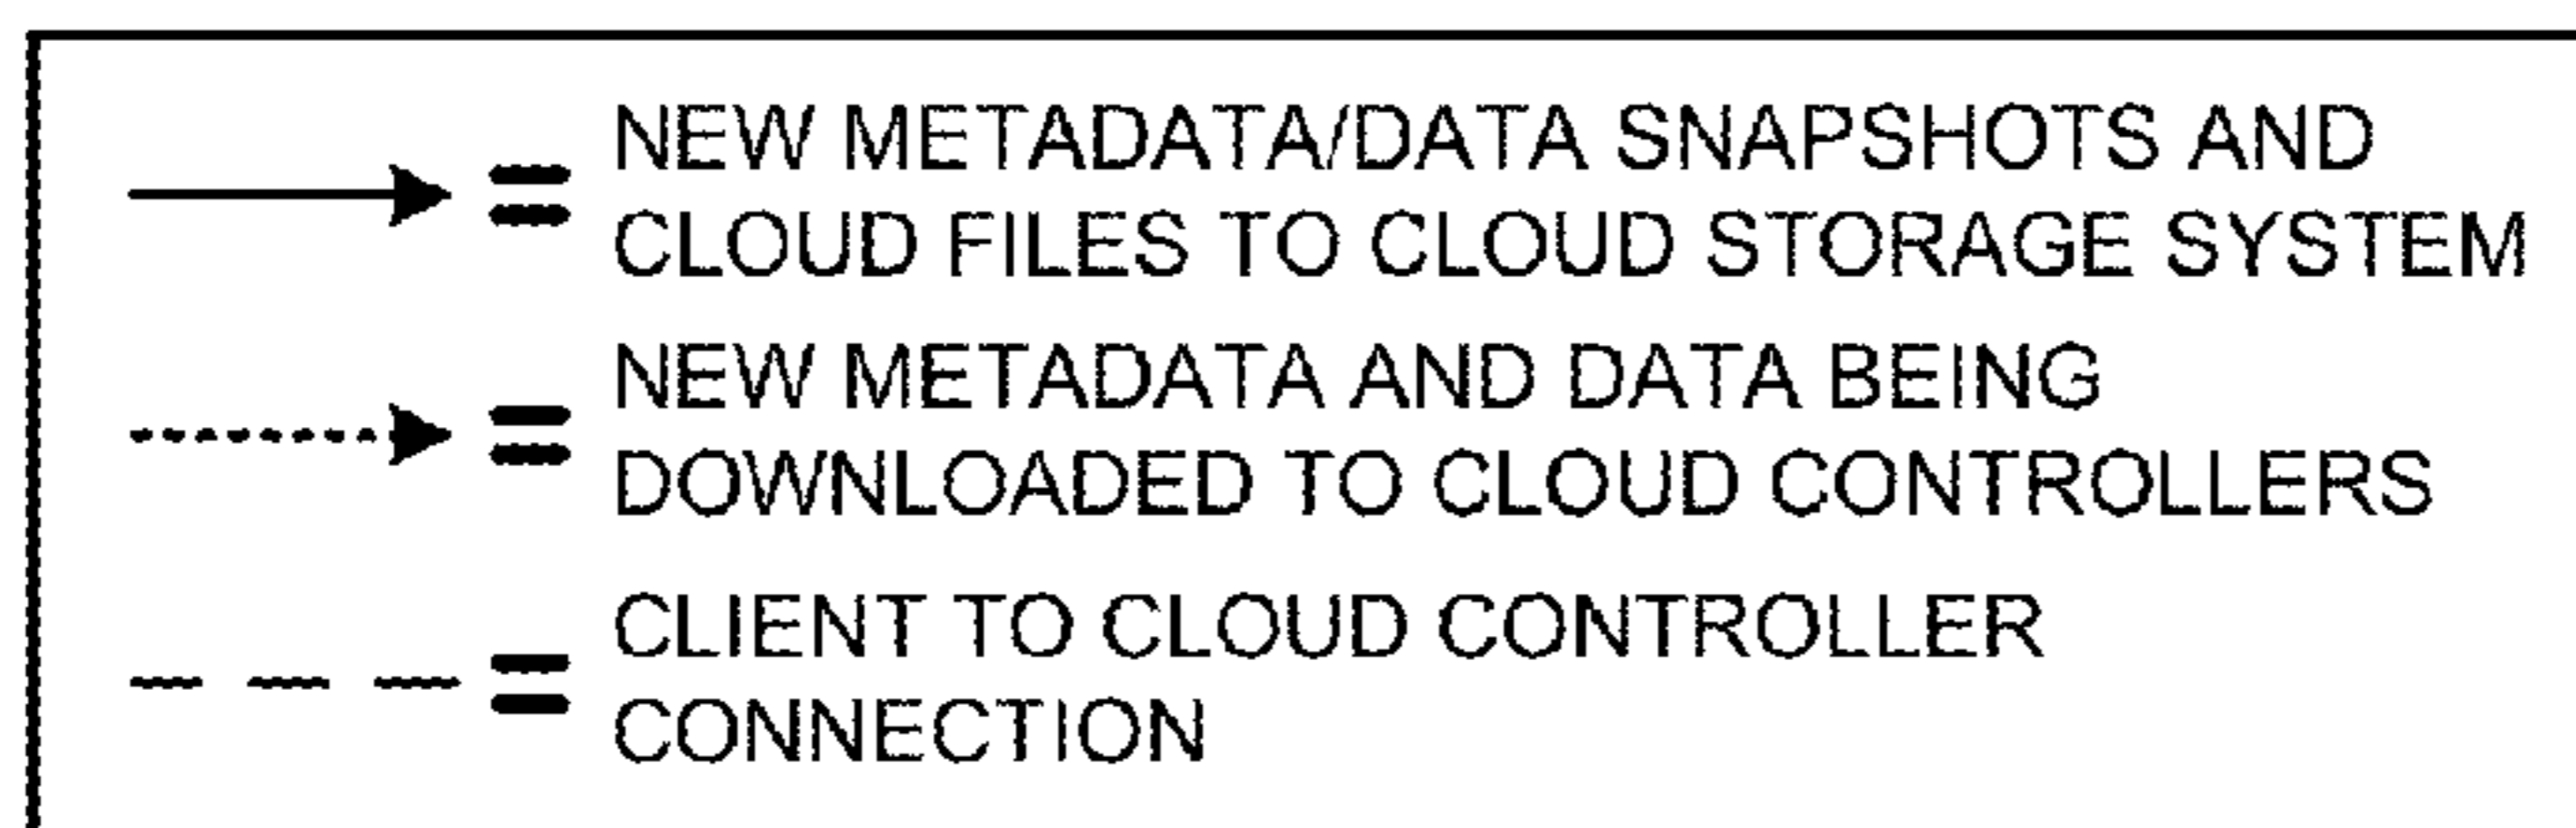 = NEW METADATA/DATA SNAPSHOTS AND
CLOUD FILES TO CLOUD STORAGE SYSTEM
= NEW METADATA AND DATA BEING
DOWNLOADED TO CLOUD CONTROLLERS
= CLIENT TO CLOUD CONTROLLER
CONNECTION